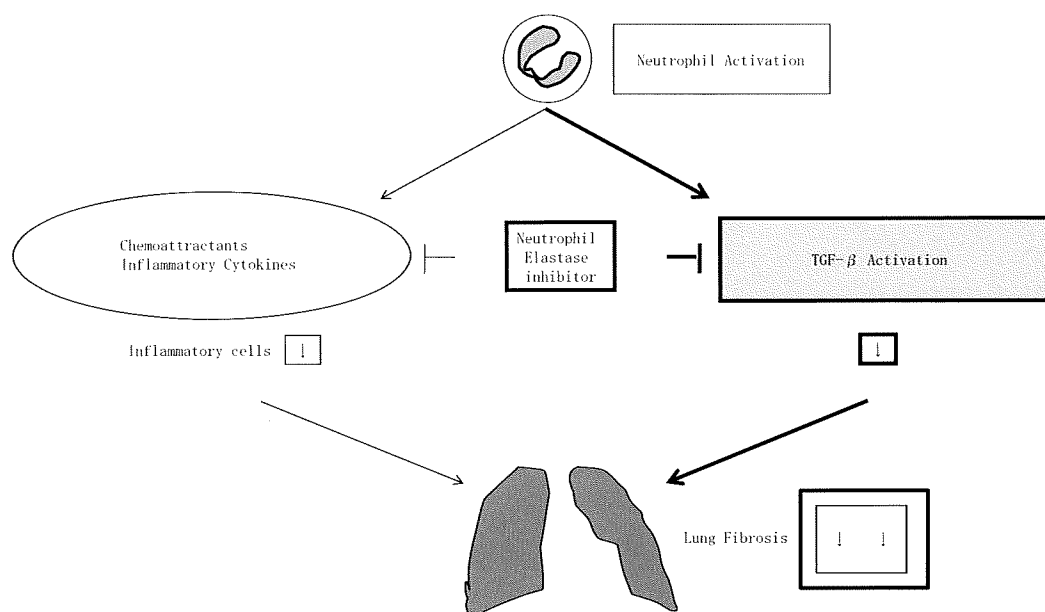 Neutrophil Activation
Chemoattractants
Inflammatory Cytokines
Neutrophil
Elastase
inhibitor
TGF-β Activation
Inflammatory cells ↓
↓
Lung Fibrosis ↓ ↓